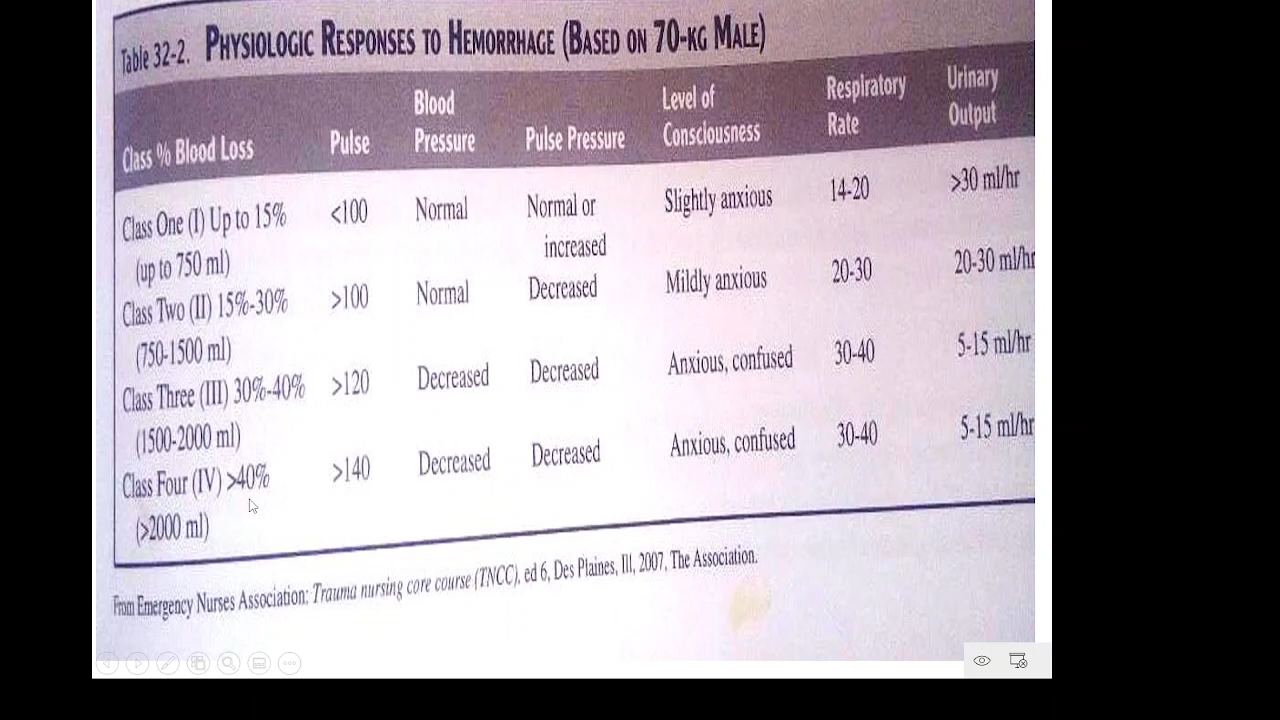 Table 32-2. PHYSIOLOGIC RESPONSES TO HEMORRHAGE (BASED ON 70-KG MALE)
Class % Blood Loss Pulse Blood Pressure Pulse Pressure Level of Consciousness Respiratory Rate Urinary Output
Class One (I) Up to 15% <100 Normal Normal or Slightly anxious 14-20 >30 ml/hr
(up to 750 ml) increased
Class Two (II) 15%-30% >100 Normal Decreased Mildly anxious 20-30 20-30 ml/hr
(750-1500 ml)
Class Three (III) 30%-40% >120 Decreased Decreased Anxious, confused 30-40 5-15 ml/hr
(1500-2000 ml)
Class Four (IV) >40% >140 Decreased Decreased Anxious, confused 30-40 5-15 ml/hr
(>2000 ml)
From Emergency Nurses Association: Trauma nursing core course (TNCC), ed 6, Des Plaines, Ill, 2007, The Association.